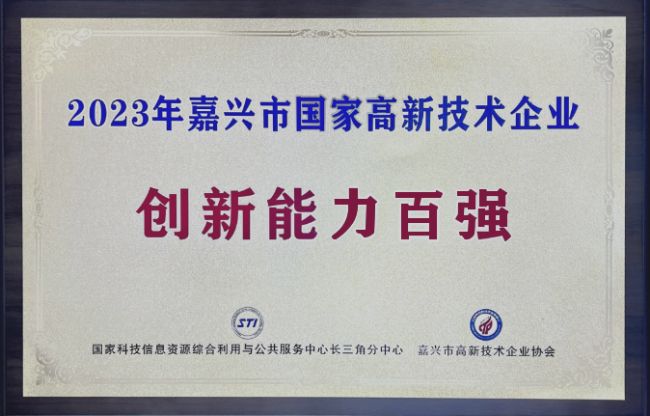 2023年嘉兴市国家高新技术企业
创新能力百强
STI
国家科技信息资源综合利用与公共服务中心长三角分中心 嘉兴市高新技术企业协会